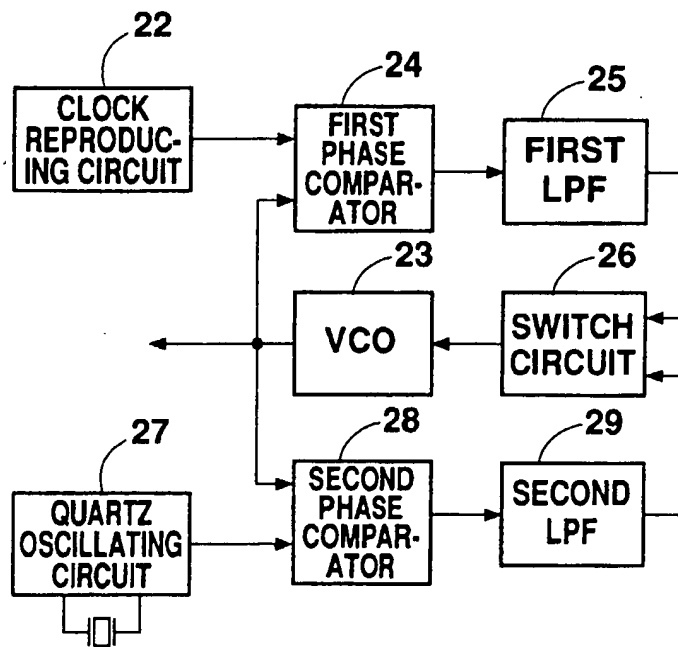 22
CLOCK
REPRODUC-
ING CIRCUIT
24
FIRST
PHASE
COMPAR-
ATOR
25
FIRST
LPF
23
VCO
26
SWITCH
CIRCUIT
27
QUARTZ
OSCILLATING
CIRCUIT
28
SECOND
PHASE
COMPAR-
ATOR
29
SECOND
LPF